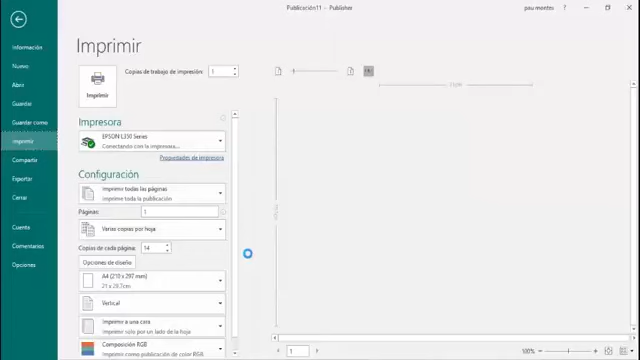 Publicación11 - Publisher
pau montes
?
Información
Nuevo
Abrir
Guardar
Guardar como
Imprimir
Compartir
Exportar
Cerrar
Cuenta
Comentarios
Opciones
Imprimir
Imprimir
Copias de trabajo de impresión:
1
Impresora
EPSON L350 Series
Conectando con la impresora...
Propiedades de impresora
Configuración
Imprimir todas las páginas
Imprime toda la publicación
Páginas:
1
Varias copias por hoja
Copias de cada página:
14
Opciones de diseño
A4 (210 x 297 mm)
21 x 29.7cm
Vertical
Imprimir a una cara
Imprimir solo por un lado de la hoja
Composición RGB
Imprimir como publicación de color RGB
1
100%